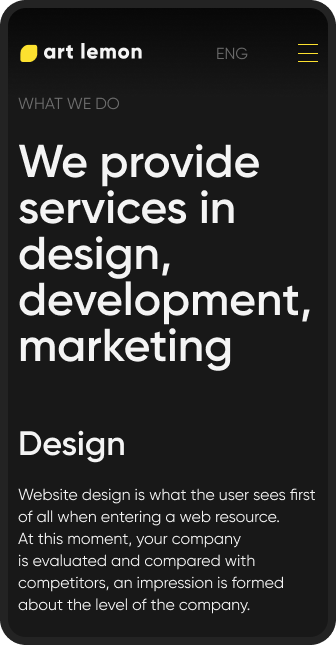 art lemon
ENG
WHAT WE DO
We provide
services in
design,
development,
marketing
Design
Website design is what the user sees first
of all when entering a web resource.
At this moment, your company
is evaluated and compared with
competitors, an impression is formed
about the level of the company.